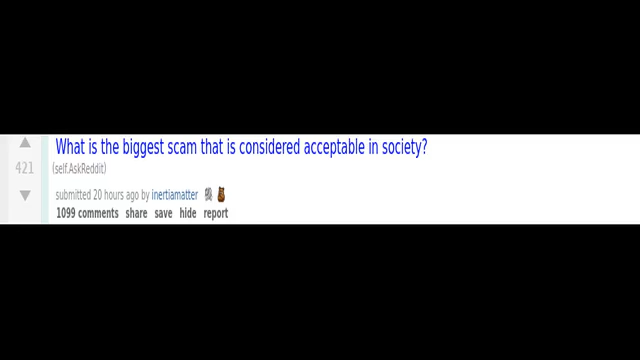 What is the biggest scam that is considered acceptable in society?
421
(self.AskReddit)
submitted 20 hours ago by inertiamatter
1099 comments share save hide report